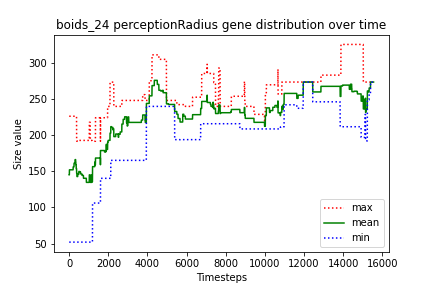 boids_24 perceptionRadius gene distribution over time
Size value
300
250
200
150
100
50
0
2000
4000
6000
8000
10000
12000
14000
16000
Timesteps
max
mean
min